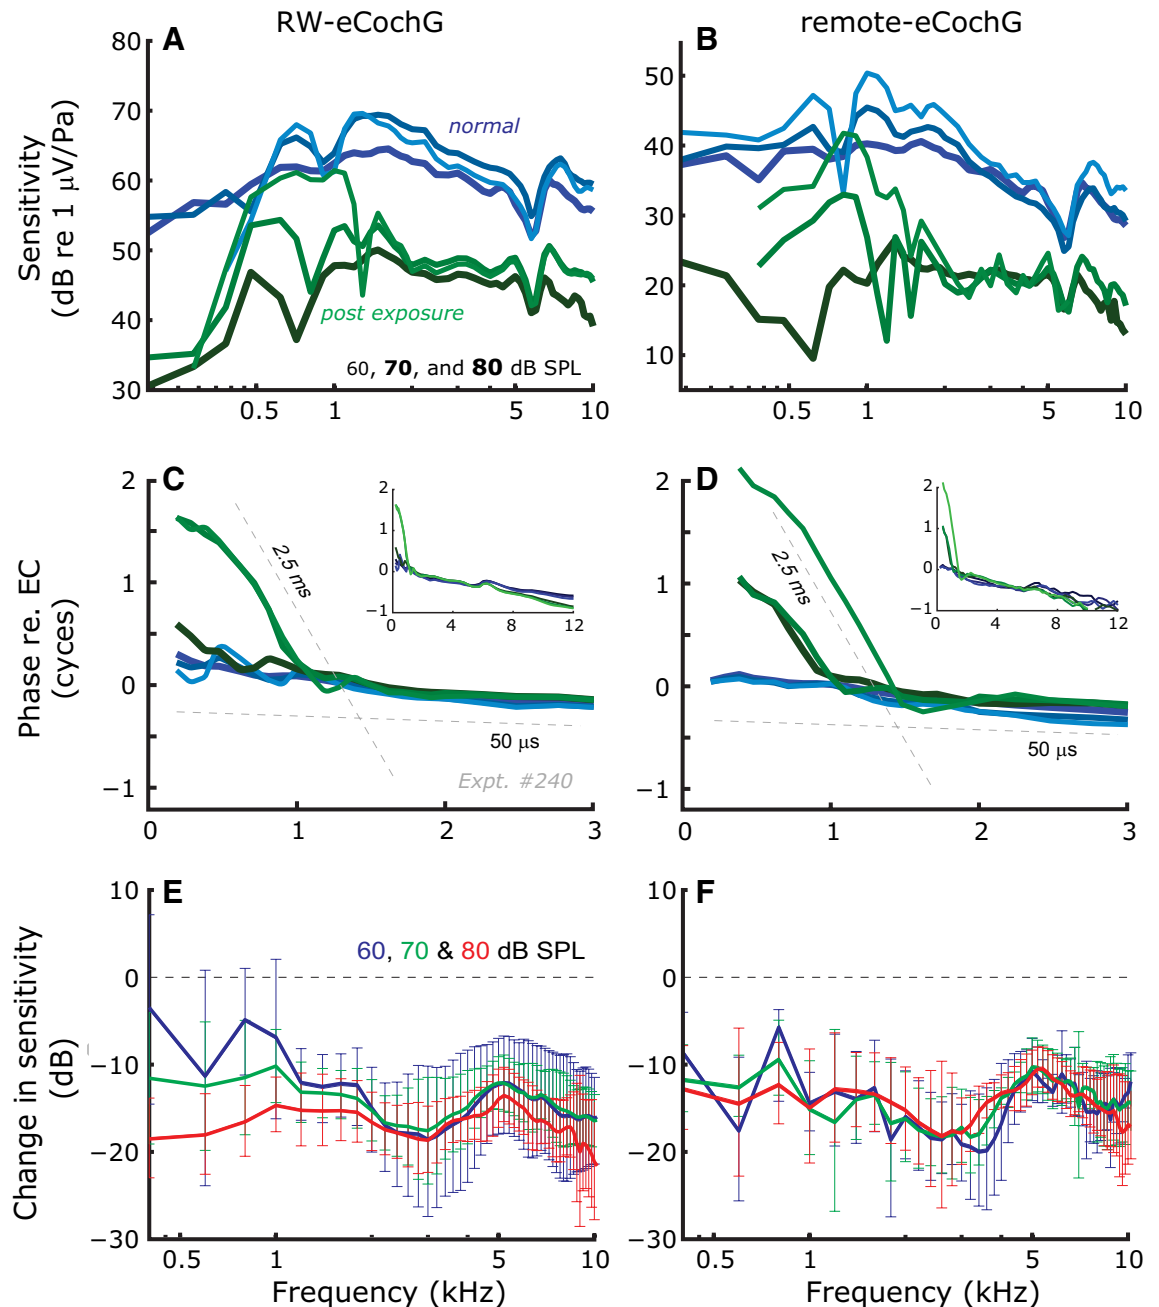 RW-eCochG
remote-eCochG
A
B
Sensitivity
(dB re 1 μV/Pa)
80
70
60
50
40
30
50
40
30
20
10
normal
post exposure
60, 70, and 80 dB SPL
0.5 1 5 10
0.5 1 5 10
C
D
Phase re. EC
(cyces)
2
1
0
−1
2
1
0
−1
2.5 ms
2.5 ms
2
1
0
−1
0 4 8 12
2
1
0
−1
0 4 8 12
50 μs
50 μs
Expt. #240
0 1 2 3
0 1 2 3
E
F
Change in sensitivity
(dB)
10
0
−10
−20
−30
10
0
−10
−20
−30
60, 70 & 80 dB SPL
0.5 1 5 10
0.5 1 5 10
Frequency (kHz)
Frequency (kHz)